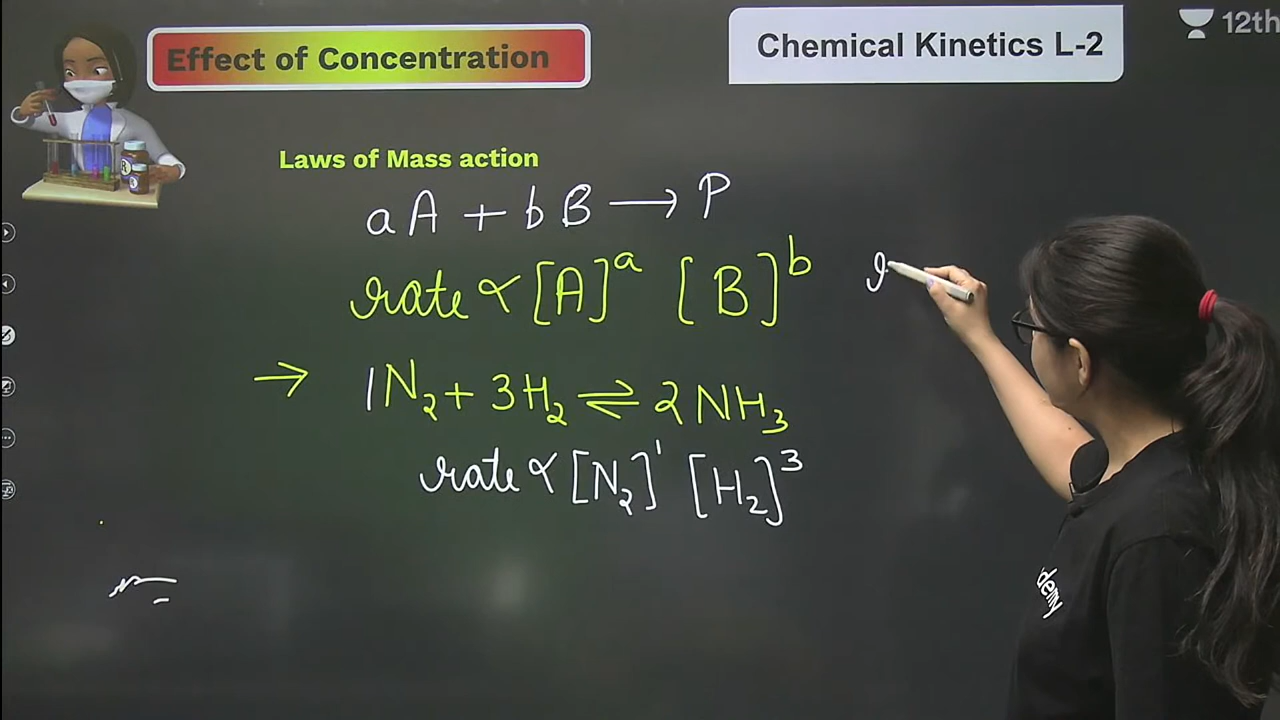 Effect of Concentration
Chemical Kinetics L-2
12th
Laws of Mass action
aA + bB → P
rate ∝ [A]ᵃ [B]ᵇ
→ 1N₂ + 3H₂ ⇌ 2NH₃
rate ∝ [N₂]¹ [H₂]³
demy